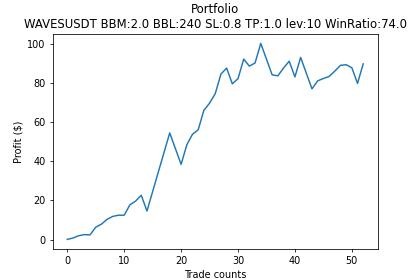 Portfolio
WAVESUSDT BBM:2.0 BBL:240 SL:0.8 TP:1.0 lev:10 WinRatio:74.0
100
80
60
40
20
0
Profit ($)
0 10 20 30 40 50
Trade counts